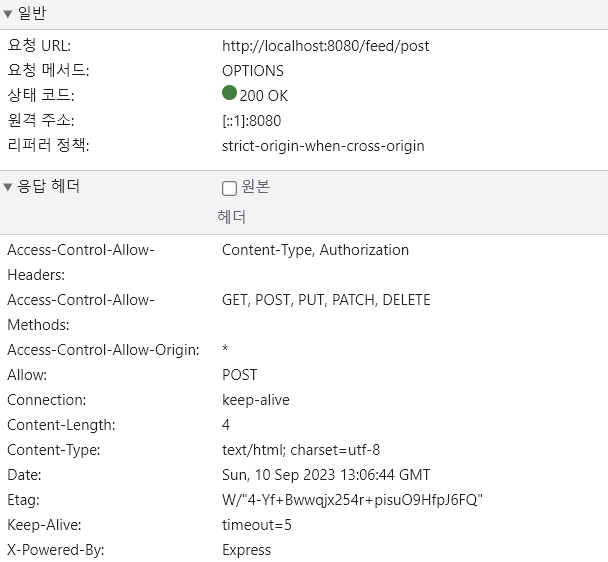 일반
요청 URL: http://localhost:8080/feed/post
요청 메서드: OPTIONS
상태 코드: 200 OK
원격 주소: [::1]:8080
리퍼러 정책: strict-origin-when-cross-origin
응답 헤더 원본
헤더
Access-Control-Allow- Content-Type, Authorization
Headers:
Access-Control-Allow- GET, POST, PUT, PATCH, DELETE
Methods:
Access-Control-Allow-Origin: *
Allow: POST
Connection: keep-alive
Content-Length: 4
Content-Type: text/html; charset=utf-8
Date: Sun, 10 Sep 2023 13:06:44 GMT
Etag: W/"4-Yf+Bwwqjx254r+pisuO9HfpJ6FQ"
Keep-Alive: timeout=5
X-Powered-By: Express